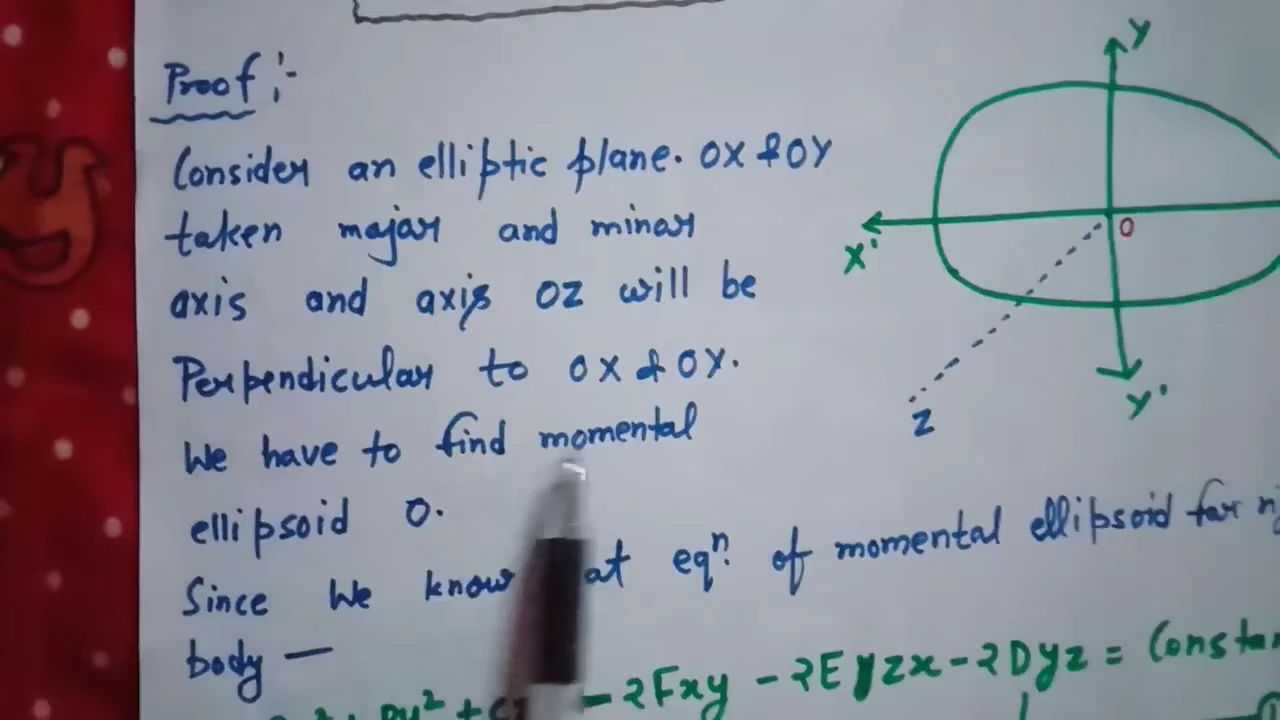 Proof :-
Consider an elliptic plane. OX & OY
taken major and minor
axis and axis OZ will be
Perpendicular to OX & OY.
We have to find momental
ellipsoid O.
Since We know at eqⁿ. of momental ellipsoid for
body —
- 2Fxy - 2Eyzx - 2Dyz =
Y
X'
O
Y'
Z